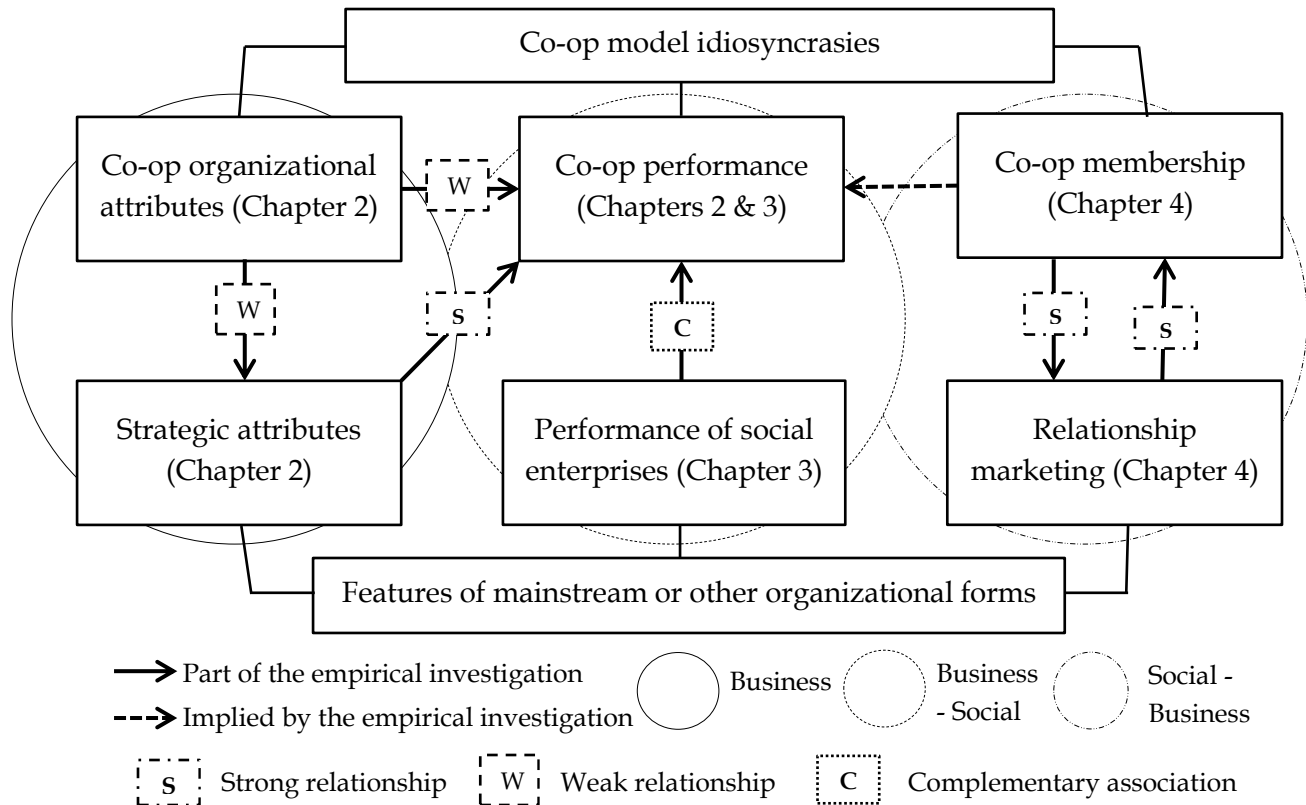 Co-op model idiosyncrasies
Co-op organizational
attributes (Chapter 2)
W
Co-op performance
(Chapters 2 & 3)
Co-op membership
(Chapter 4)
W
S
C
S
S
Strategic attributes
(Chapter 2)
Performance of social
enterprises (Chapter 3)
Relationship
marketing (Chapter 4)
Features of mainstream or other organizational forms
Part of the empirical investigation
Implied by the empirical investigation
Business
Business
- Social
Social -
Business
S Strong relationship
W Weak relationship
C Complementary association